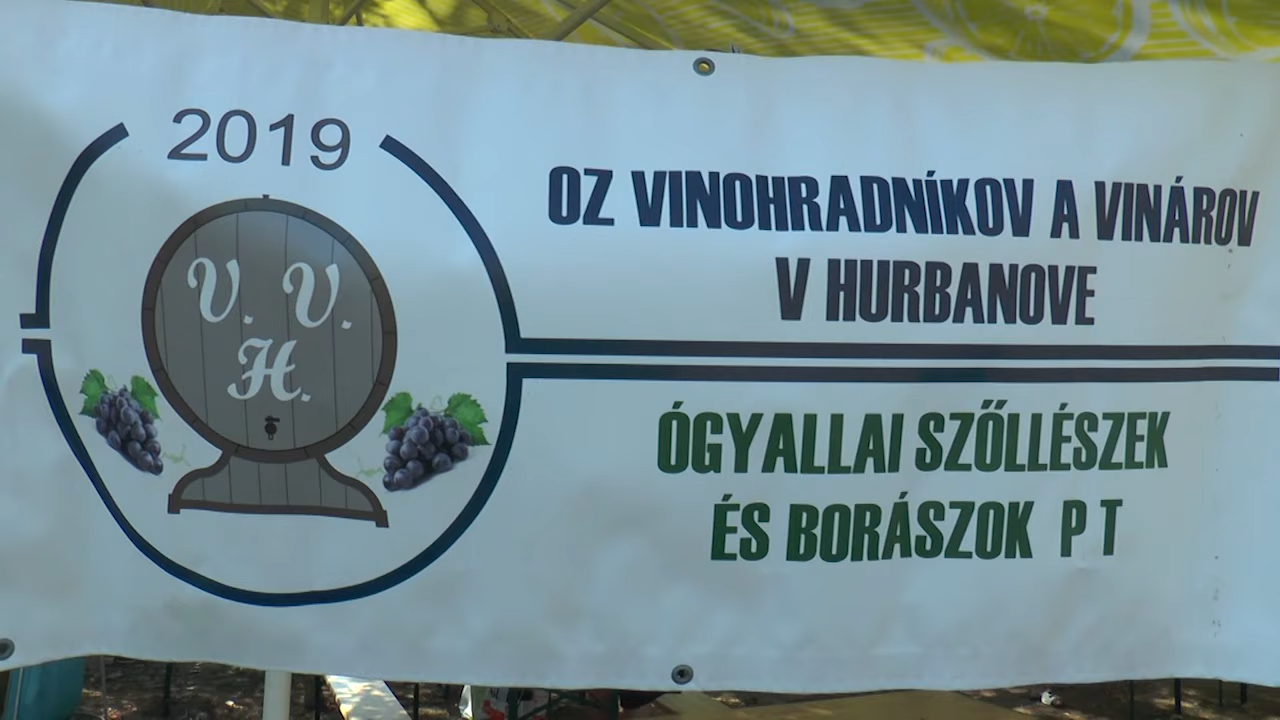 2019
V. V.
H.
OZ VINOHRADNÍKOV A VINÁROV
V HURBANOVE
ÓGYALLAI SZŐLLÉSZEK
ÉS BORÁSZOK P T